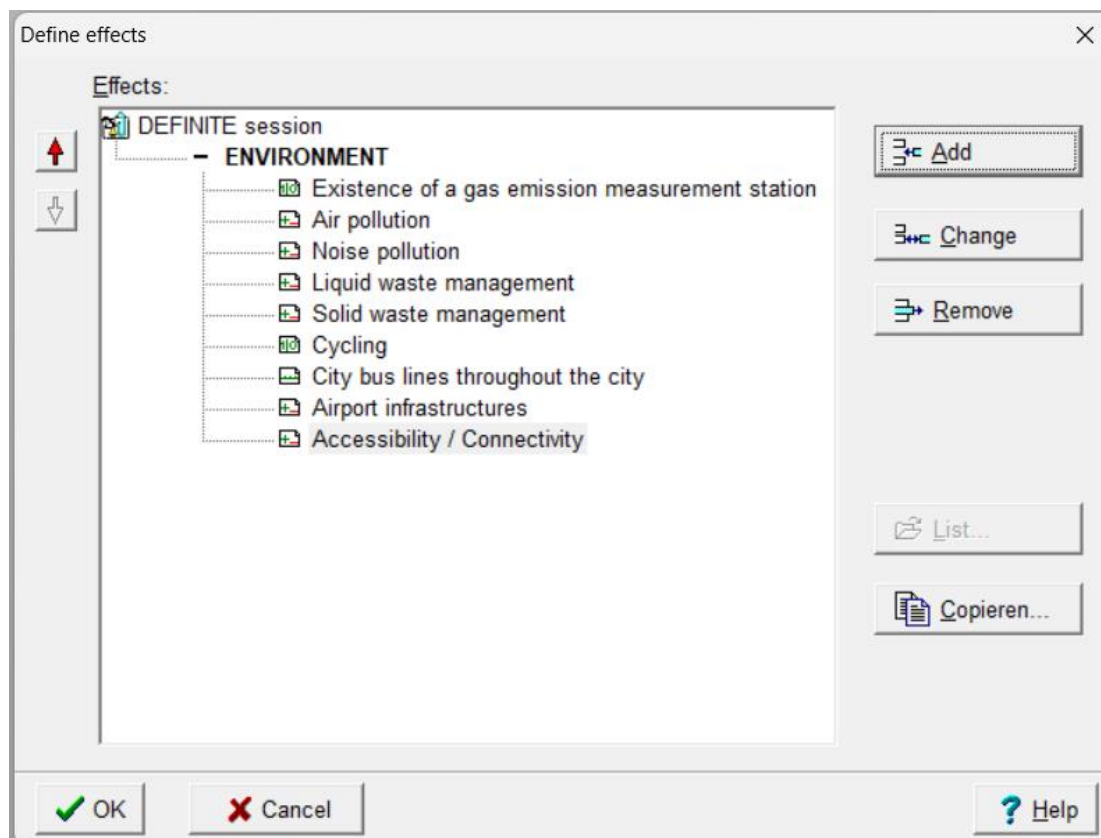 Define effects
Effects:
DEFINITE session
ENVIRONMENT
Existence of a gas emission measurement station
Air pollution
Noise pollution
Liquid waste management
Solid waste management
Cycling
City bus lines throughout the city
Airport infrastructures
Accessibility / Connectivity
Add
Change
Remove
List...
Copieren...
OK
Cancel
? Help